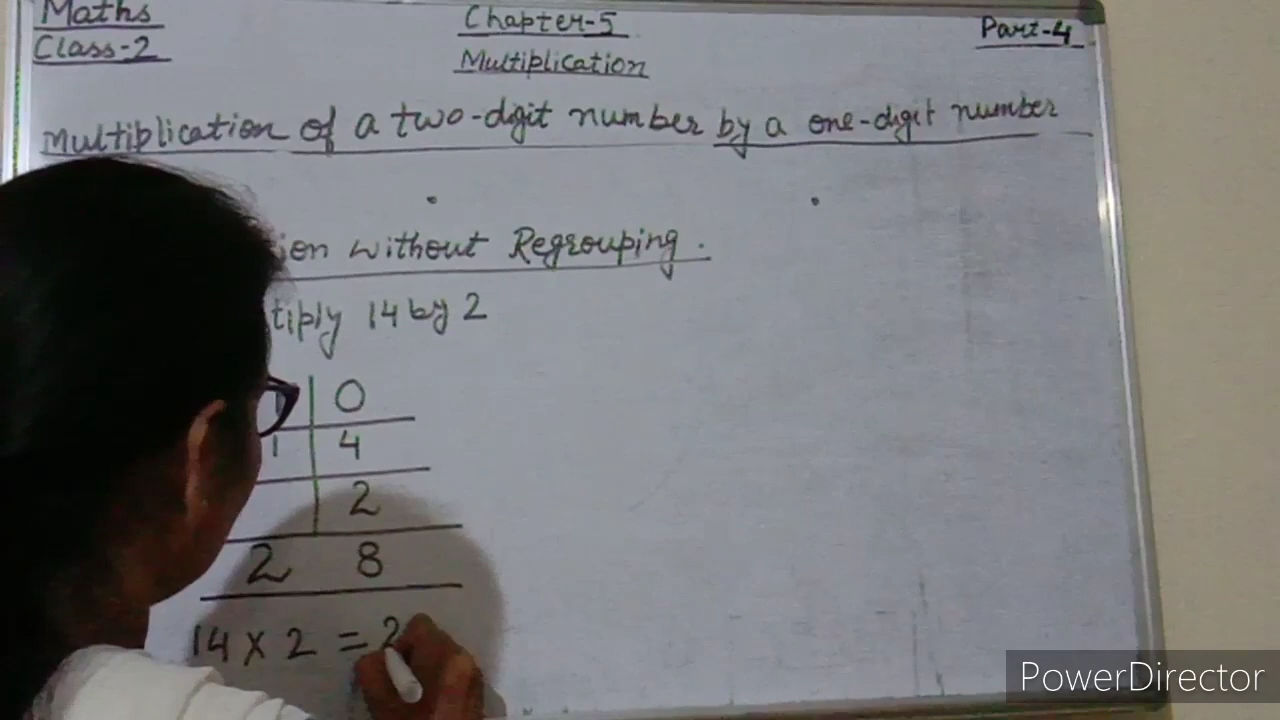 Maths Chapter-5 Part-4
Class-2 Multiplication
Multiplication of a two-digit number by a one-digit number
ion without Regrouping.
tiply 14 by 2
O
1 4
2
2 8
14 × 2 = 2
PowerDirector